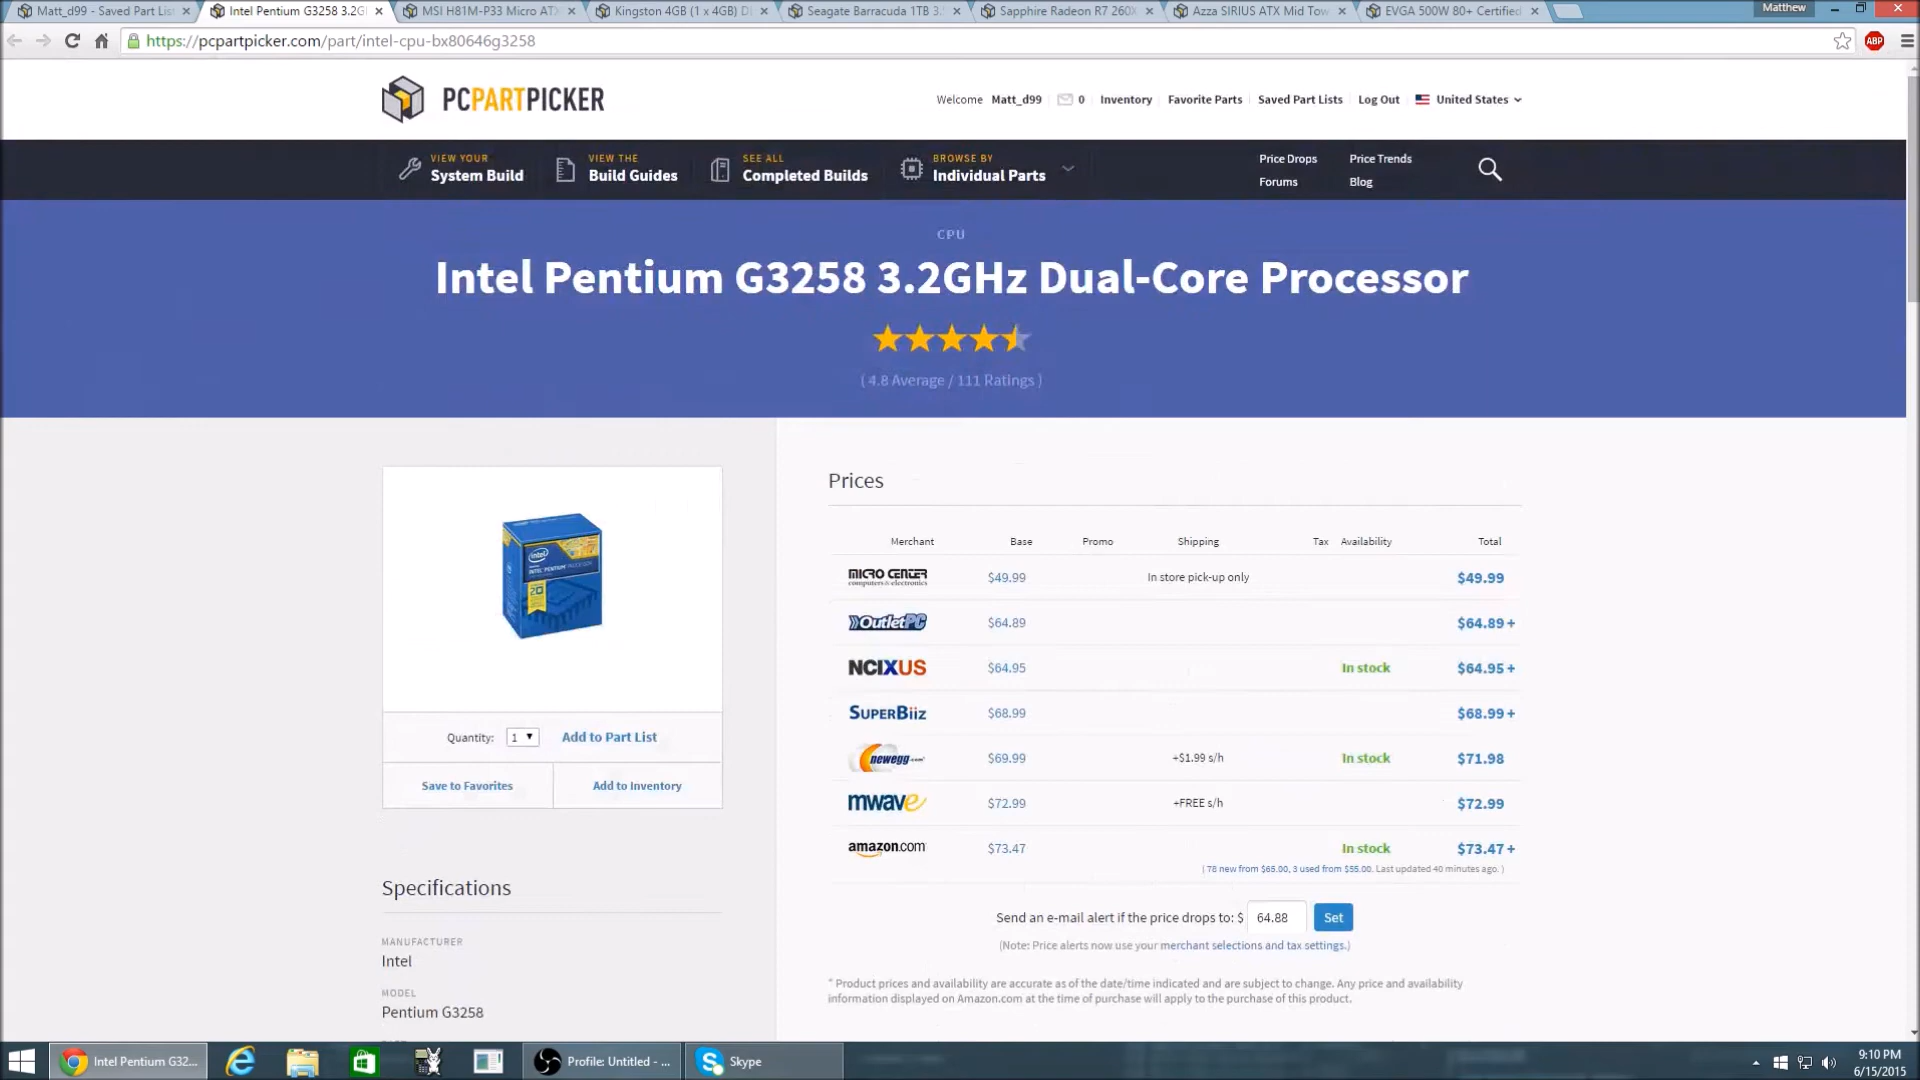 Matt_d99 - Saved Part Lis
Intel Pentium G3258 3.2G
MSI H81M-P33 Micro ATX
Kingston 4GB (1 x 4GB) D
Seagate Barracuda 1TB 3.
Sapphire Radeon R7 260X
Azza SIRIUS ATX Mid Tow
EVGA 500W 80+ Certified
Matthew
https://pcpartpicker.com/part/intel-cpu-bx80646g3258
ABP
PCPARTPICKER
Welcome Matt_d99 0 Inventory Favorite Parts Saved Part Lists Log Out United States
VIEW YOUR
System Build
VIEW THE
Build Guides
SEE ALL
Completed Builds
BROWSE BY
Individual Parts
Price Drops Price Trends
Forums Blog
CPU
Intel Pentium G3258 3.2GHz Dual-Core Processor
( 4.8 Average / 111 Ratings )
intel
Quantity: 1 Add to Part List
Save to Favorites Add to Inventory
Specifications
MANUFACTURER
Intel
MODEL
Pentium G3258
Prices
Merchant Base Promo Shipping Tax Availability Total
MICRO CENTER computers & electronics $49.99 In store pick-up only $49.99
OutletPC $64.89 $64.89 +
NCIXUS $64.95 In stock $64.95 +
SUPERBIIZ $68.99 $68.99 +
newegg.com $69.99 +$1.99 s/h In stock $71.98
mwave $72.99 +FREE s/h $72.99
amazon.com $73.47 In stock $73.47 +
( 78 new from $65.00, 3 used from $55.00. Last updated 40 minutes ago. )
Send an e-mail alert if the price drops to: $ 64.88 Set
(Note: Price alerts now use your merchant selections and tax settings.)
* Product prices and availability are accurate as of the date/time indicated and are subject to change. Any price and availability
information displayed on Amazon.com at the time of purchase will apply to the purchase of this product.
Intel Pentium G32...
Profile: Untitled - ...
Skype
9:10 PM
6/15/2015